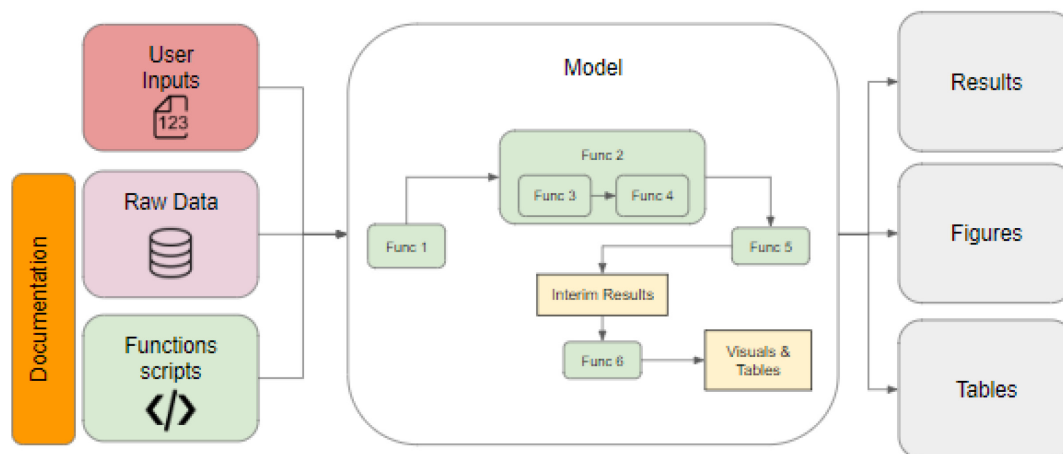 User
Inputs
123
Documentation
Raw Data
Functions
scripts
</>
Model
Func 1
Func 2
Func 3
Func 4
Func 5
Interim Results
Func 6
Visuals &
Tables
Results
Figures
Tables